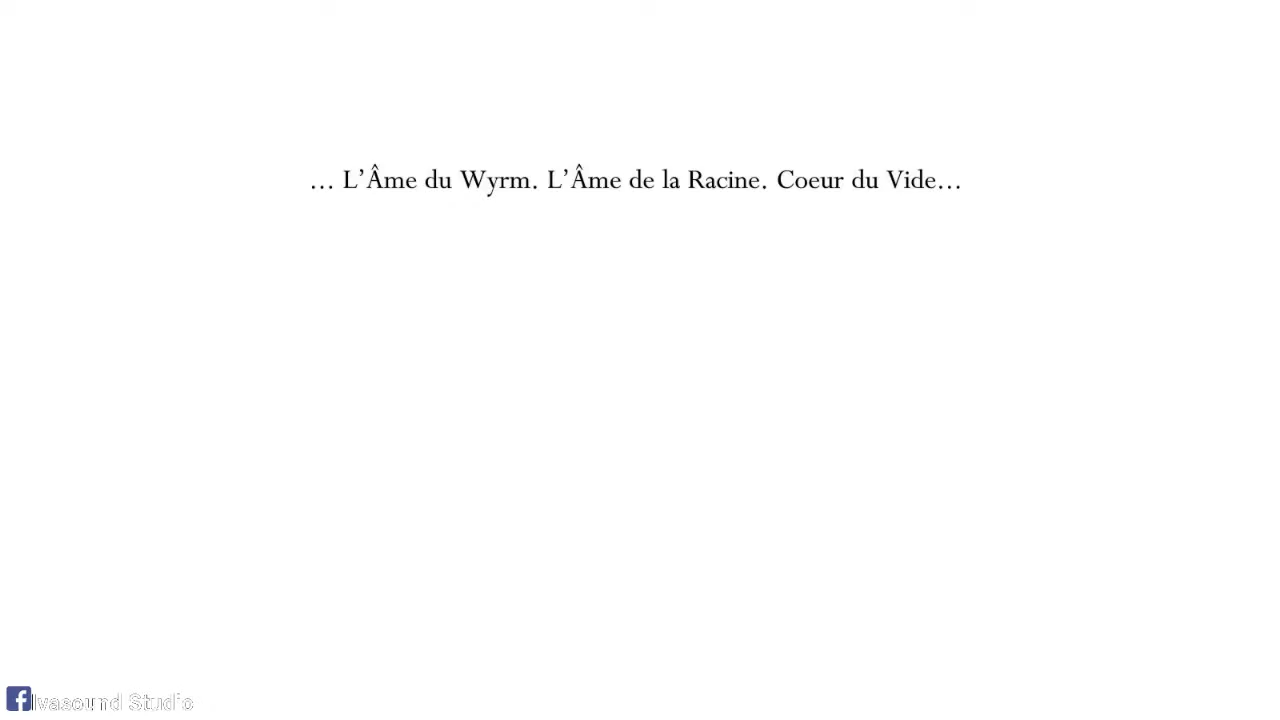 ... L’Âme du Wyrm. L’Âme de la Racine. Coeur du Vide...
Ivasound Studio